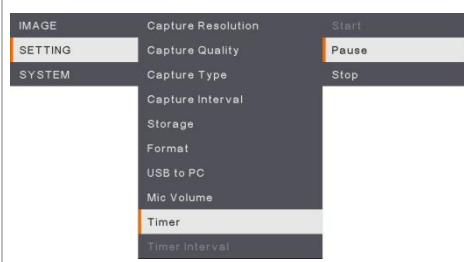 IMAGE
SETTING
SYSTEM
Capture Resolution
Capture Quality
Capture Type
Capture Interval
Storage
Format
USB to PC
Mic Volume
Timer
Timer Interval
Start
Pause
Stop